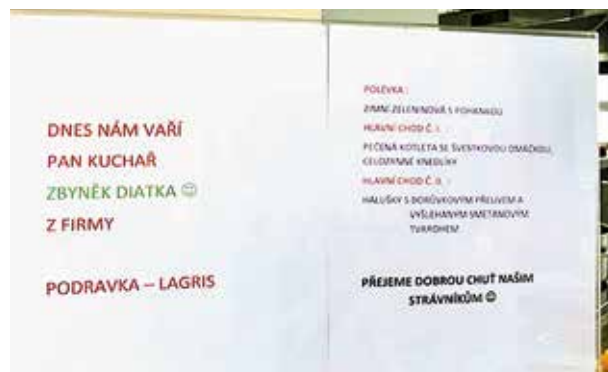 DNES NÁM VAŘÍ
PAN KUCHAŘ
ZBYNĚK DIATKA ☺
Z FIRMY
PODRAVKA – LAGRIS
POLÉVKA :
ZIMNÍ ZELENINOVÁ S POHANKOU
HLAVNÍ CHOD Č. I. :
PEČENÁ KOTLETA SE ŠVESTKOVOU OMÁČKOU,
CELOZRNNÉ KNEDLÍKY
HLAVNÍ CHOD Č. II. :
HALUŠKY S BORŮVKOVÝM PŘELIVEM A
VYŠLEHANÝM SMETANOVÝM
TVAROHEM
PŘEJEME DOBROU CHUŤ NAŠIM
STRÁVNÍKŮM ☺